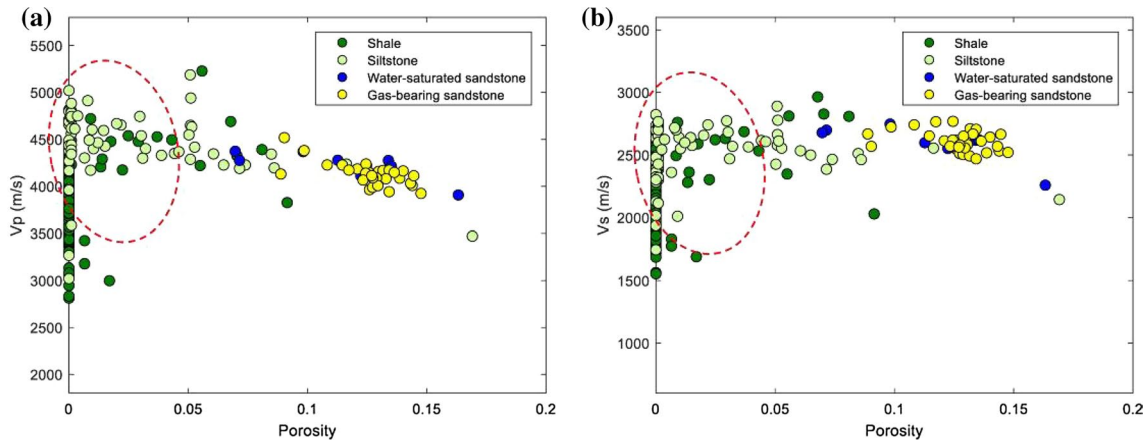 (a)
5500
5000
4500
4000
3500
3000
2500
2000
Vp (m/s)
0
0.05
0.1
0.15
0.2
Porosity
Shale
Siltstone
Water-saturated sandstone
Gas-bearing sandstone
(b)
3500
3000
2500
2000
1500
1000
Vs (m/s)
0
0.05
0.1
0.15
0.2
Porosity
Shale
Siltstone
Water-saturated sandstone
Gas-bearing sandstone